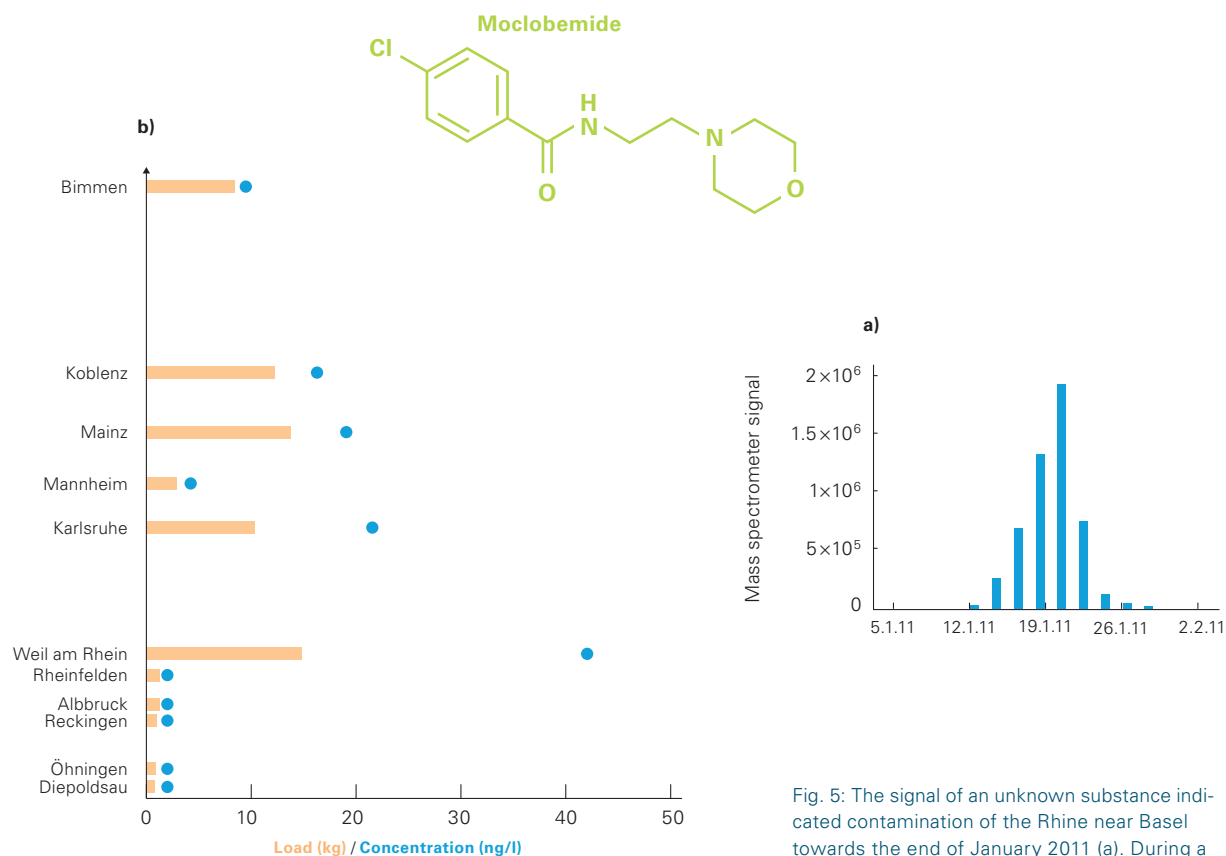 Moclobemide
Cl
H
N
O
N
O
b)
Bimmen
Koblenz
Mainz
Mannheim
Karlsruhe
Weil am Rhein
Rheinfelden
Albbruck
Reckingen
Öhningen
Diepoldsau
0 10 20 30 40 50
Load (kg) / Concentration (ng/l)
a)
Mass spectrometer signal
2×10⁶
1.5×10⁶
1×10⁶
5×10⁵
0
5.1.11 12.1.11 19.1.11 26.1.11 2.2.11
Fig. 5: The signal of an unknown substance indi-
cated contamination of the Rhine near Basel
towards the end of January 2011 (a). During a